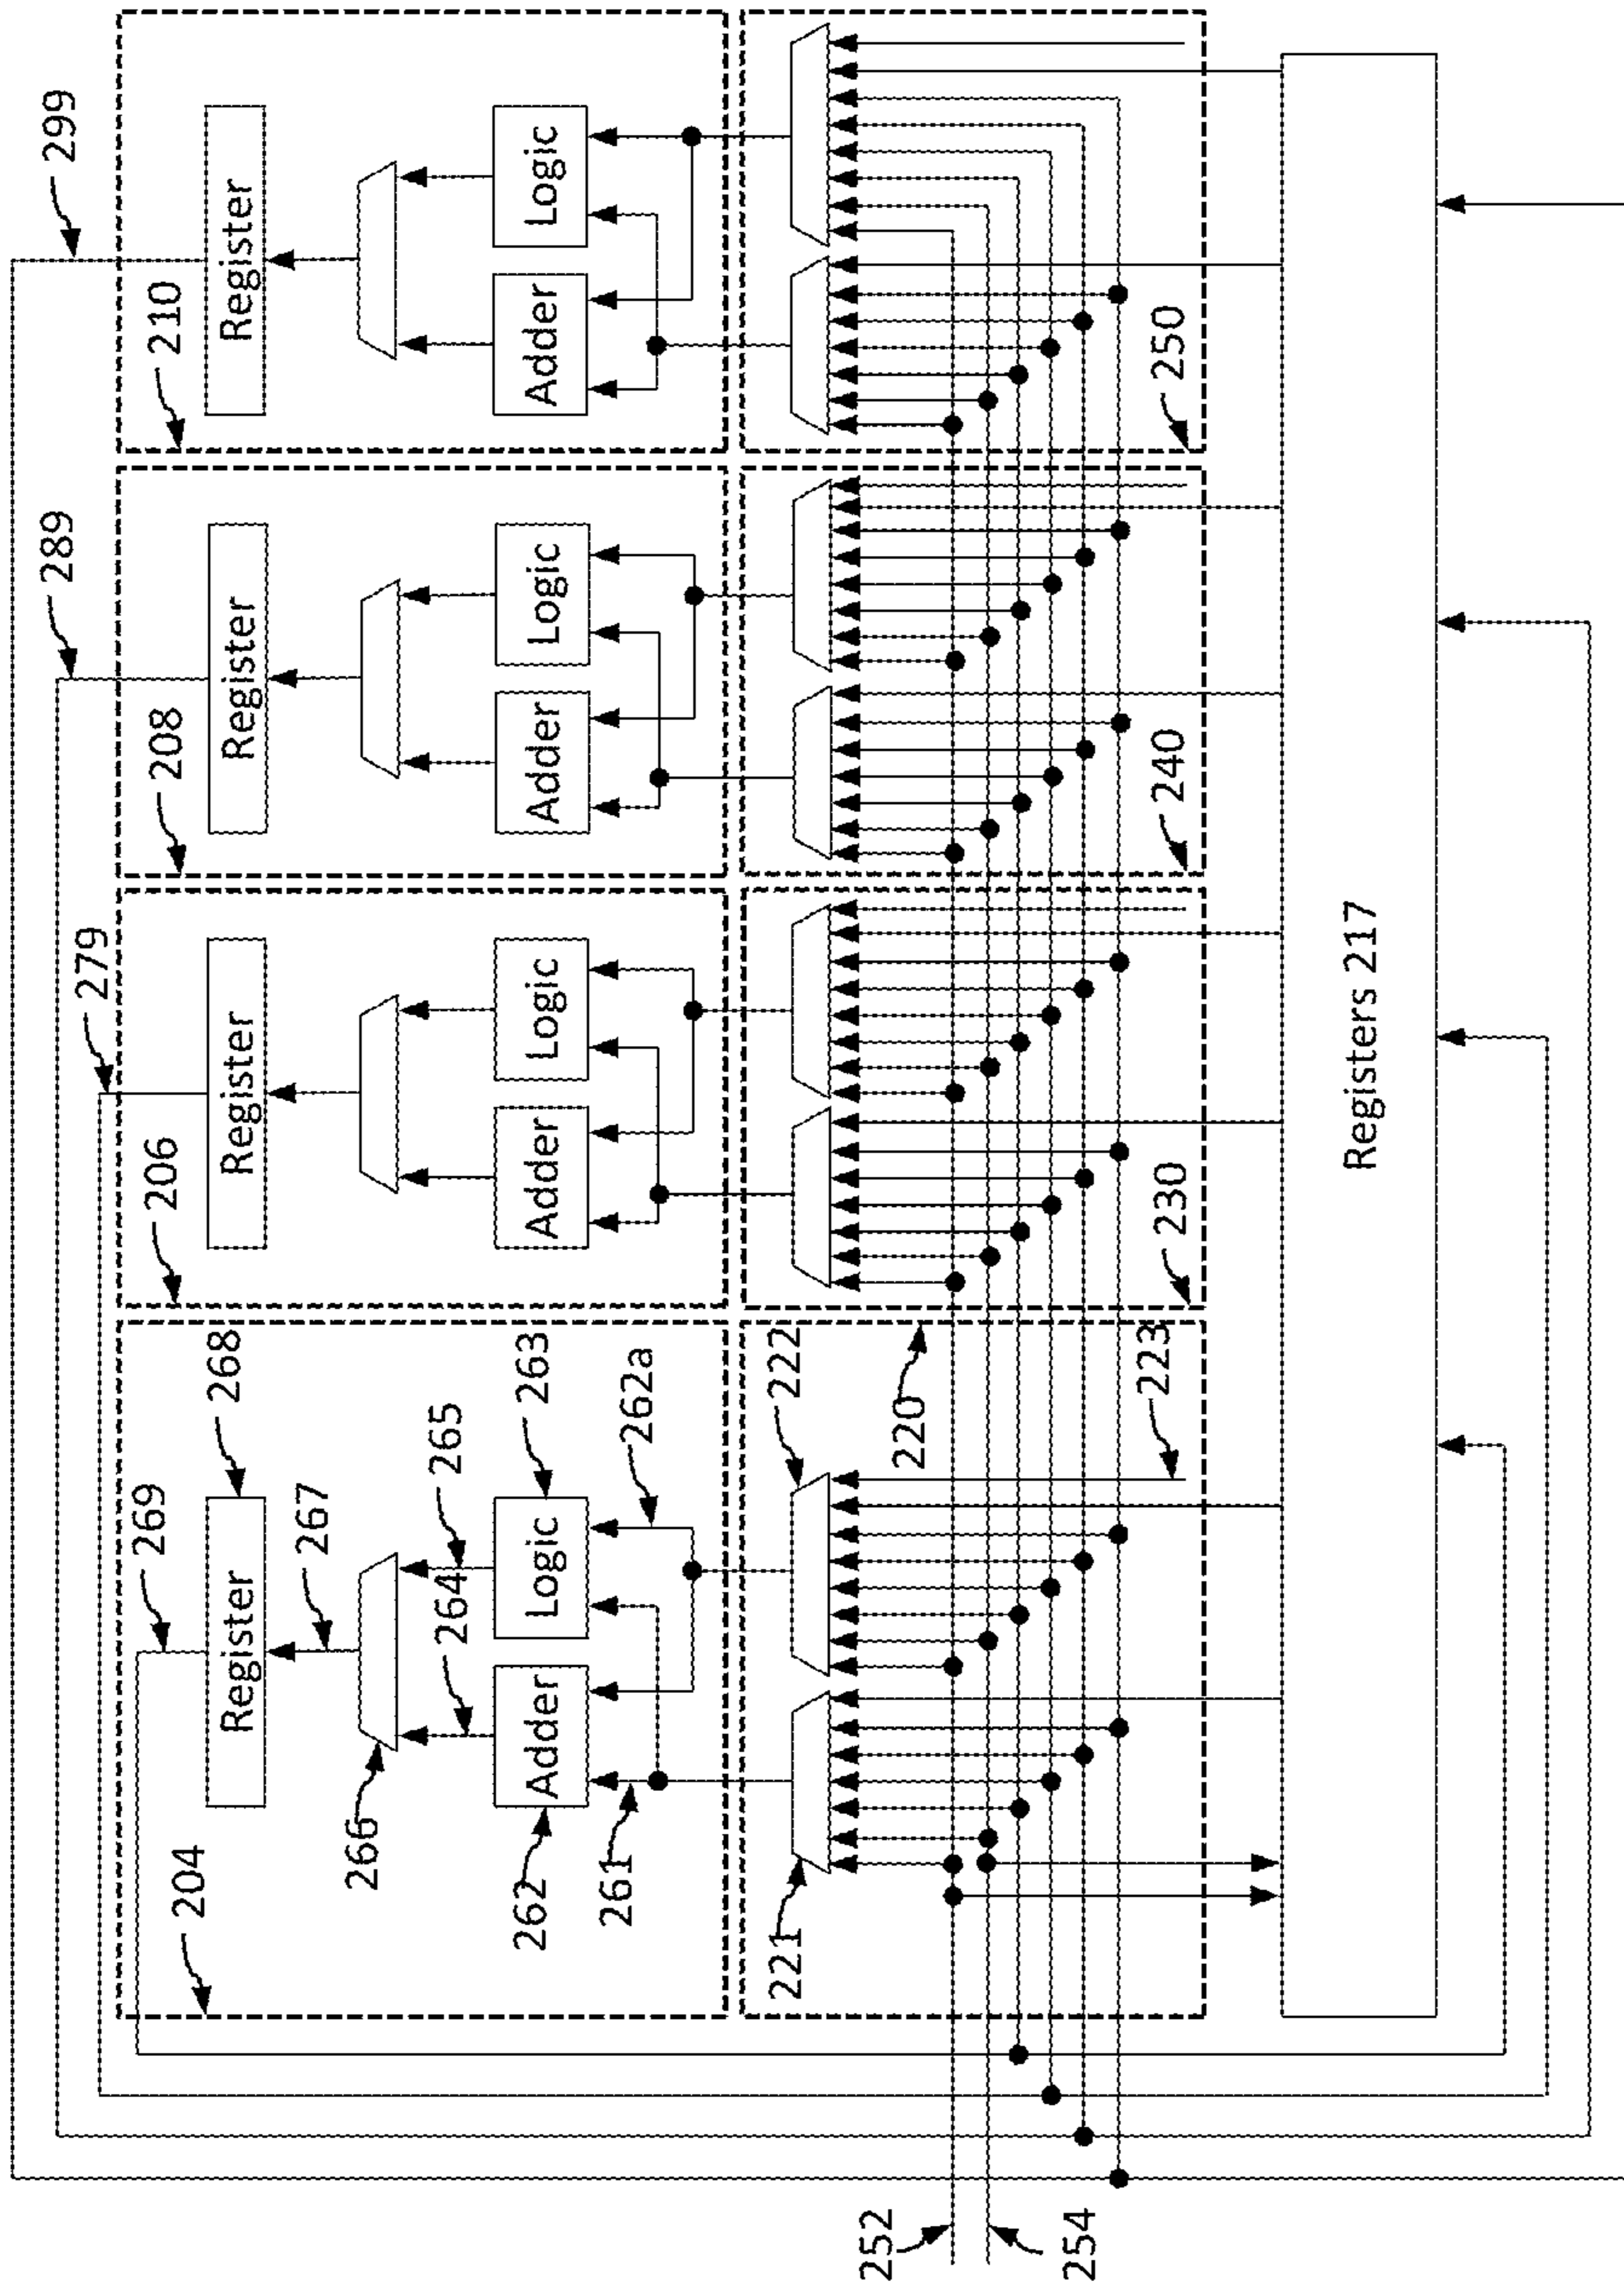 299
289
279
269
210
208
206
204
Register
Register
Register
Register
268
267
266
265
264
Adder
Logic
Adder
Logic
Adder
Logic
Adder
Logic
263
262
262a
261
222
221
220
223
230
240
250
252
254
Registers 217